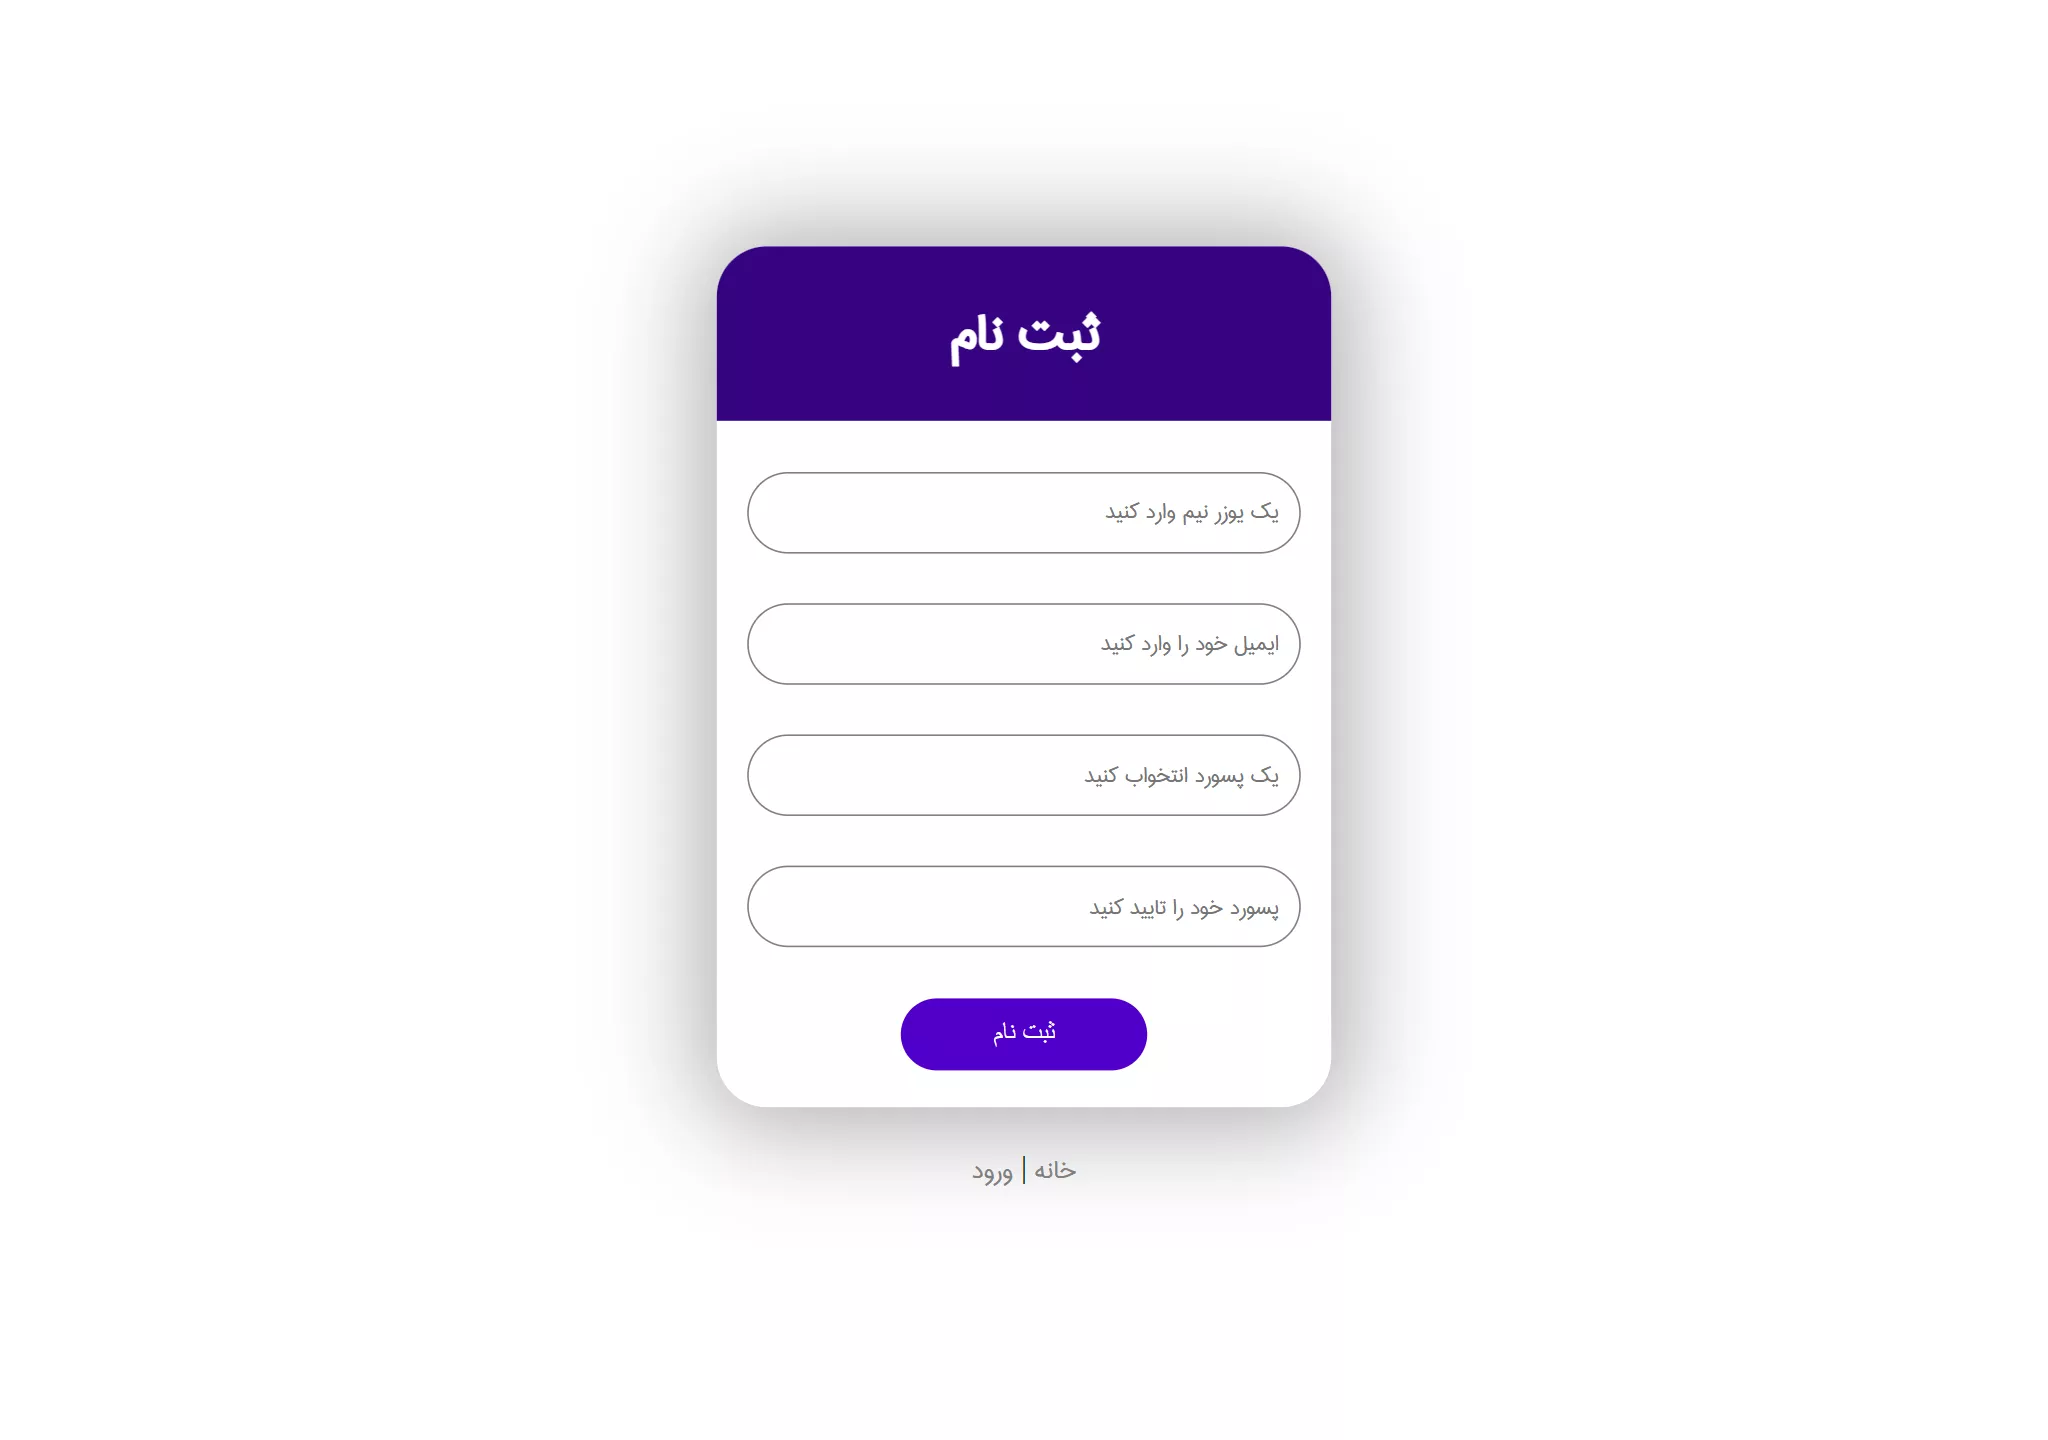 ثبت نام
یک یوزر نیم وارد کنید
ایمیل خود را وارد کنید
یک پسورد انتخواب کنید
پسورد خود را تایید کنید
ثبت نام
خانه | ورود